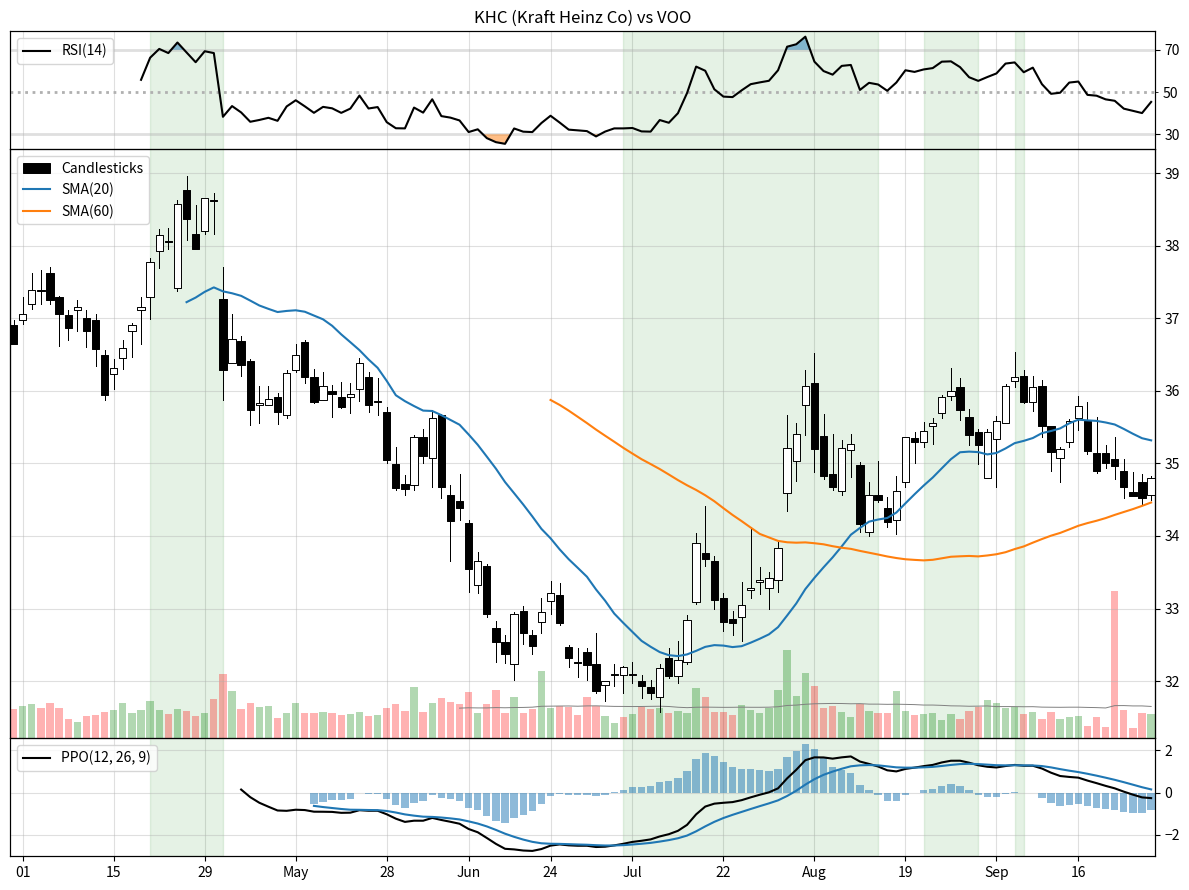 KHC (Kraft Heinz Co) vs VOO
RSI(14)
70
50
30
Candlesticks
SMA(20)
SMA(60)
39
38
37
36
35
34
33
32
PPO(12, 26, 9)
2
0
−2
01 15 29 May 28 Jun 24 Jul 22 Aug 19 Sep 16